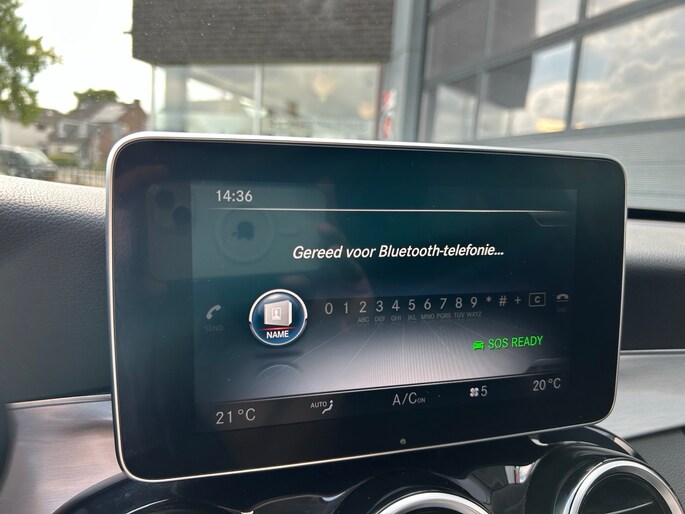 14:36
Gereed voor Bluetooth-telefonie...
SEND
NAME
0 1 2 3 4 5 6 7 8 9 * # + C
ABC DEF GHI JKL MNO PQRS TUV WXYZ
SOS READY
21°C
AUTO
A/C ON
5
20°C